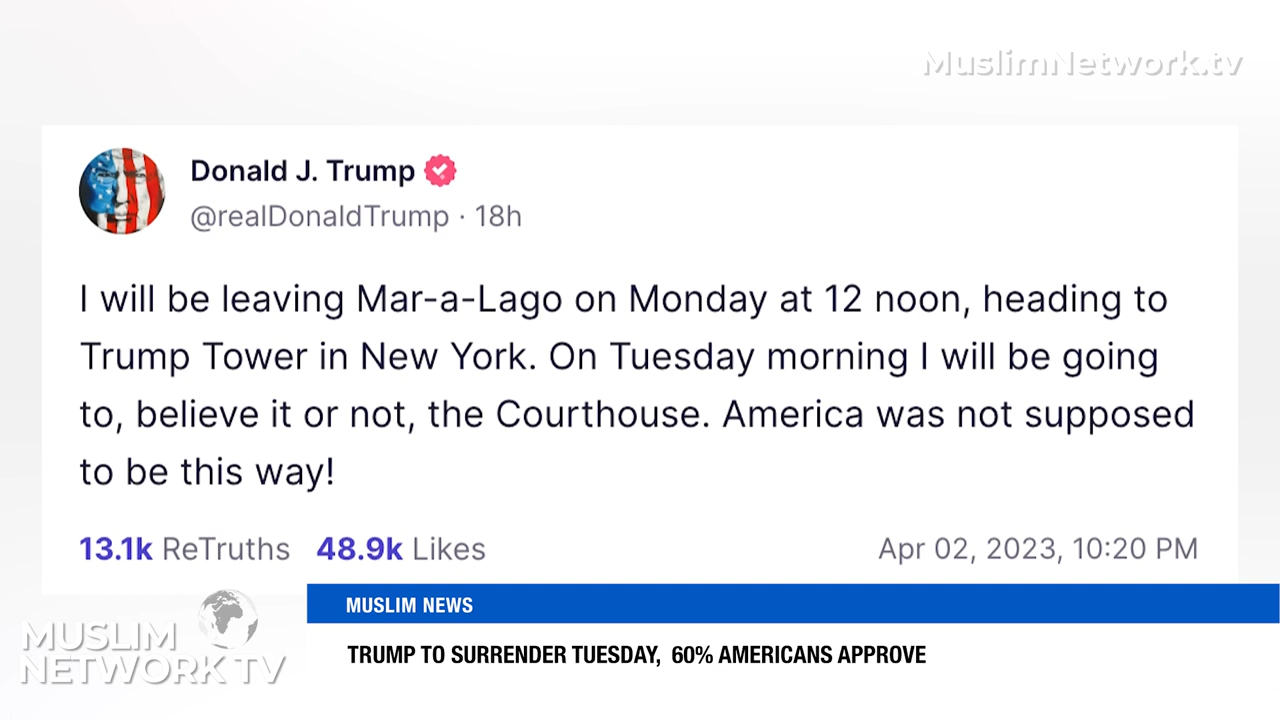 MuslimNetwork.tv
Donald J. Trump
@realDonaldTrump · 18h
I will be leaving Mar-a-Lago on Monday at 12 noon, heading to
Trump Tower in New York. On Tuesday morning I will be going
to, believe it or not, the Courthouse. America was not supposed
to be this way!
13.1k ReTruths 48.9k Likes Apr 02, 2023, 10:20 PM
MUSLIM NEWS
MUSLIM
NETWORK TV
TRUMP TO SURRENDER TUESDAY, 60% AMERICANS APPROVE